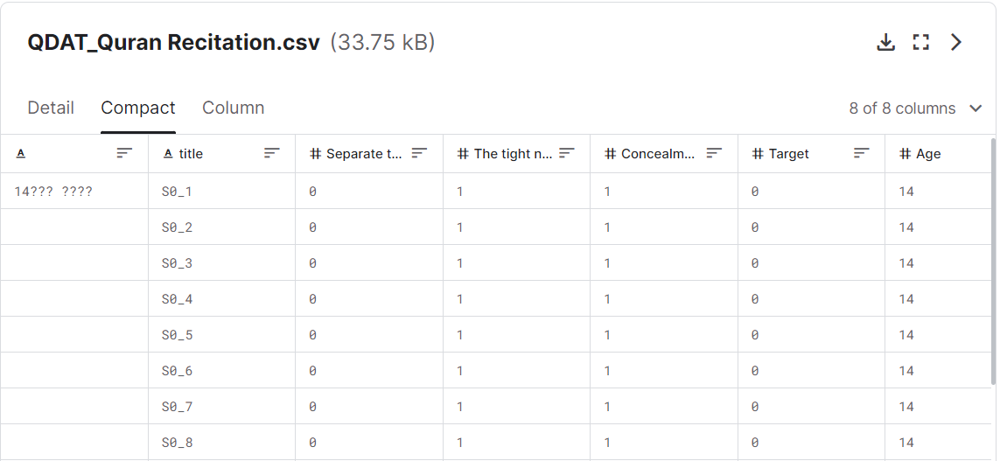 QDAT_Quran Recitation.csv (33.75 kB)
Detail Compact Column 8 of 8 columns
A title # Separate t... # The tight n... # Concealm... # Target # Age
14??? ???? S0_1 0 1 1 0 14
S0_2 0 1 1 0 14
S0_3 0 1 1 0 14
S0_4 0 1 1 0 14
S0_5 0 1 1 0 14
S0_6 0 1 1 0 14
S0_7 0 1 1 0 14
S0_8 0 1 1 0 14